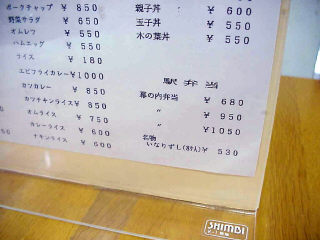 ポークチャップ ¥ 850
野菜サラダ ¥ 650
オムレツ ¥ 550
ハムエッグ ¥ 550
ライス ¥ 180
エビフライカレー ¥1000
カツカレー ¥ 850
カツチキンライス ¥ 850
オムライス ¥ 750
カレーライス ¥ 600
チキンライス ¥ 600
親子丼 ¥ 600
玉子丼 ¥ 550
木の葉丼 ¥ 550
駅弁当
幕の内弁当 ¥ 680
〃 ¥ 950
〃 ¥1050
名物
いなりずし(8ケ入) ¥ 530
SHIMBI